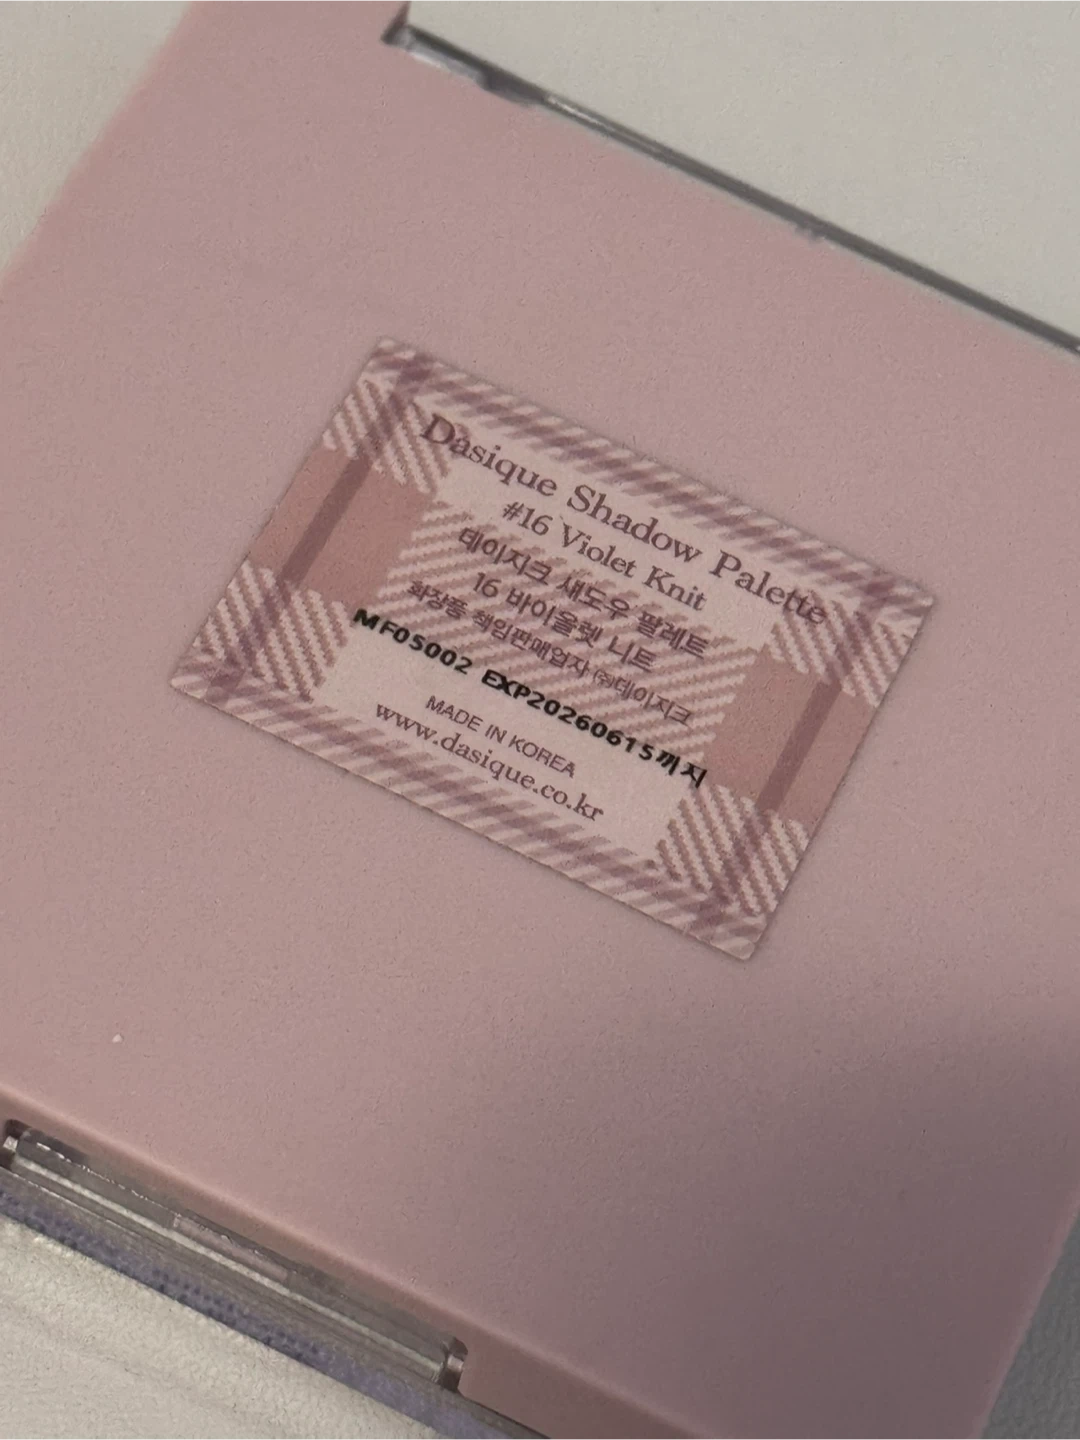 Dasique Shadow Palette
#16 Violet Knit
데이지크 섀도우 팔레트
16 바이올렛 니트
화장품 책임판매업자 ㈜데이지크
MF05002 EXP20260615까지
MADE IN KOREA
www.dasique.co.kr